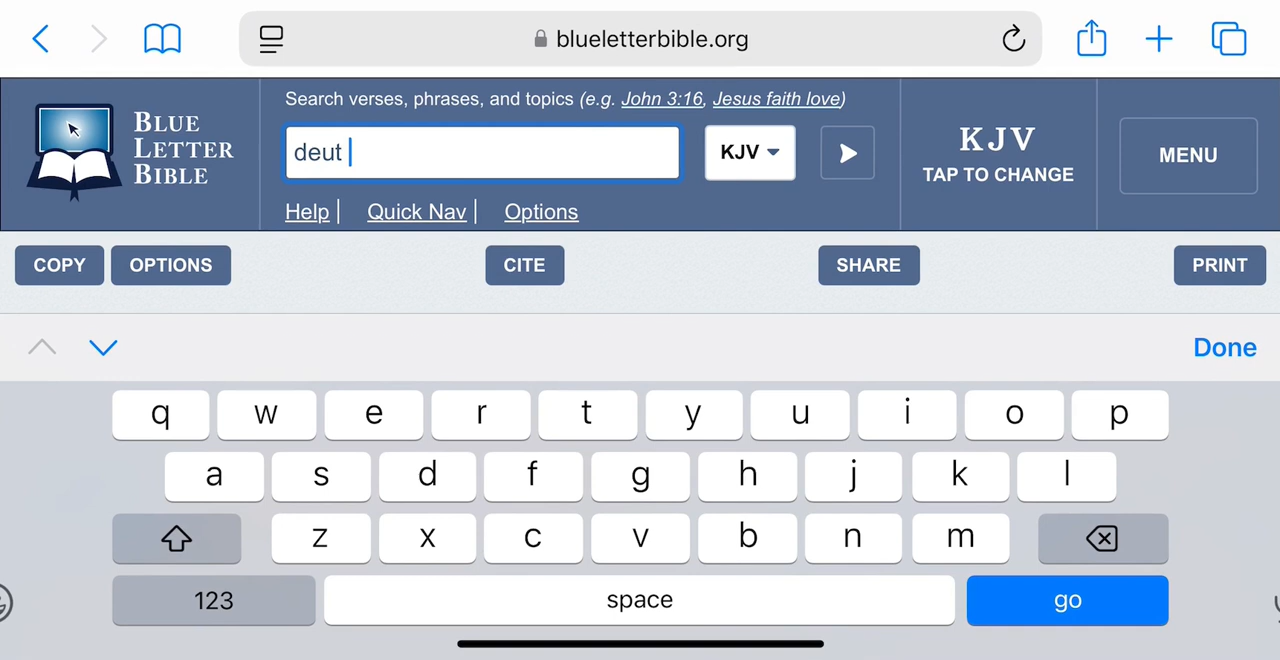 blueletterbible.org
Search verses, phrases, and topics (e.g. John 3:16, Jesus faith love)
BLUE
LETTER
BIBLE
deut
KJV
KJV
TAP TO CHANGE
MENU
Help
Quick Nav
Options
COPY
OPTIONS
CITE
SHARE
PRINT
Done
q w e r t y u i o p
a s d f g h j k l
z x c v b n m
123
space
go